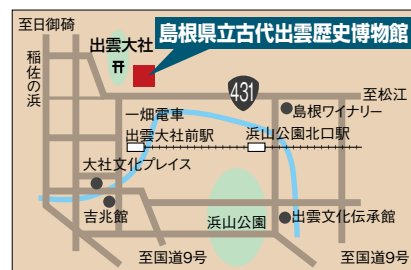 至日御碕
島根県立古代出雲歴史博物館
出雲大社
稲佐の浜
431
至松江
島根ワイナリー
一畑電車
出雲大社前駅
浜山公園北口駅
大社文化プレイス
吉兆館
浜山公園
出雲文化伝承館
至国道9号
至国道9号